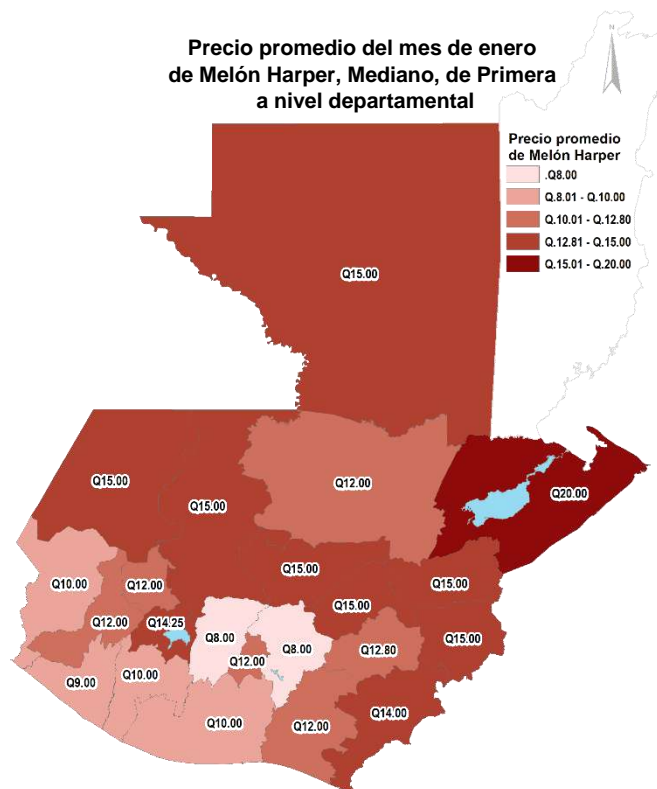 Precio promedio del mes de enero
de Melón Harper, Mediano, de Primera
a nivel departamental
N
Precio promedio
de Melón Harper
.Q8.00
Q.8.01 - Q.10.00
Q.10.01 - Q.12.80
Q.12.81 - Q.15.00
Q.15.01 - Q.20.00
Q15.00
Q15.00
Q15.00
Q12.00
Q20.00
Q10.00
Q12.00
Q15.00
Q15.00
Q15.00
Q12.00
Q14.25
Q8.00
Q12.00
Q8.00
Q12.80
Q15.00
Q9.00
Q10.00
Q10.00
Q12.00
Q14.00